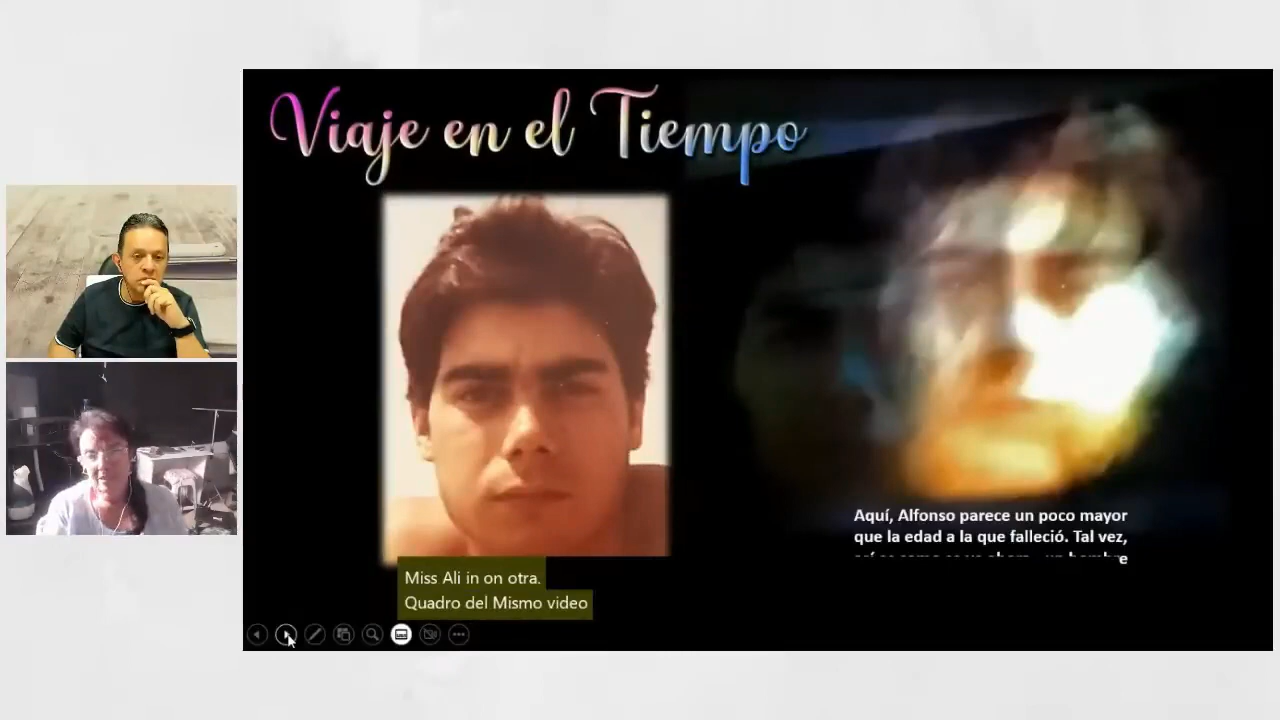 Viaje en el Tiempo
Aquí, Alfonso parece un poco mayor
que la edad a la que falleció. Tal vez,
Miss Ali in on otra.
Quadro del Mismo video